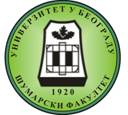 УНИВЕРЗИТЕТ У БЕОГРАДУ
1920
ШУМАРСКИ ФАКУЛТЕТ